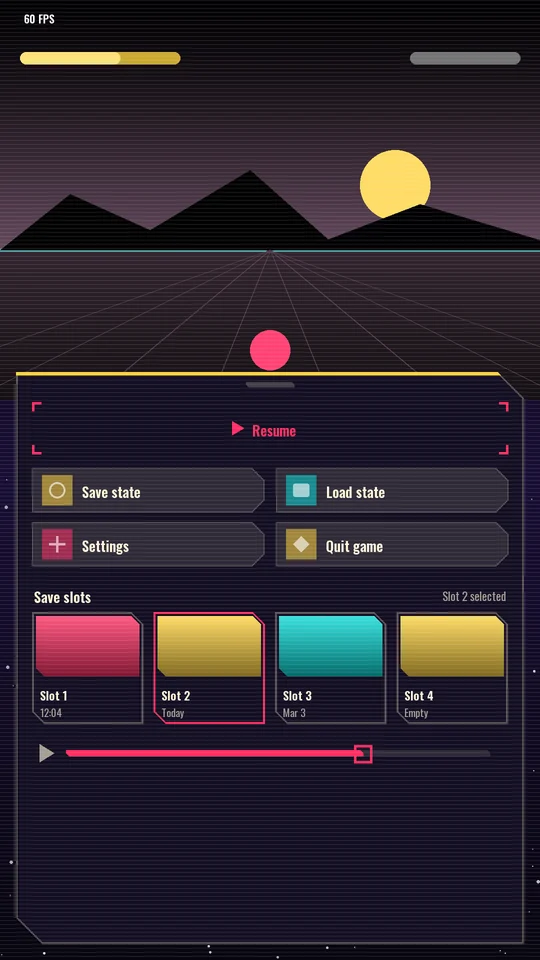 60 FPS
Resume
Save state
Load state
Settings
Quit game
Save slots
Slot 2 selected
Slot 1
12:04
Slot 2
Today
Slot 3
Mar 3
Slot 4
Empty